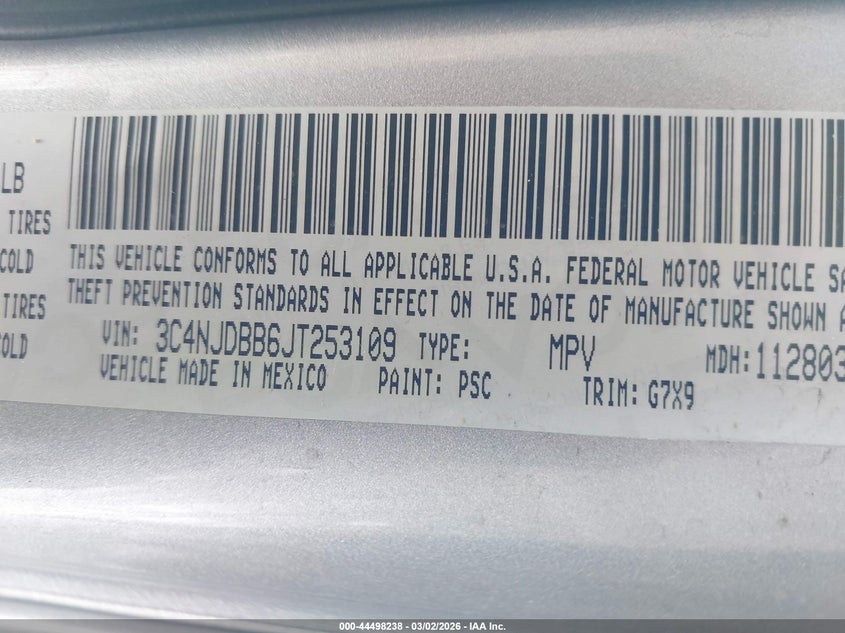 LB
TIRES
COLD
TIRES
COLD
THIS VEHICLE CONFORMS TO ALL APPLICABLE U.S.A. FEDERAL MOTOR VEHICLE SA
THEFT PREVENTION STANDARDS IN EFFECT ON THE DATE OF MANUFACTURE SHOWN A
VIN: 3C4NJDBB6JT253109 TYPE: MPV MDH: 112803
VEHICLE MADE IN MEXICO PAINT: PSC TRIM: G7X9
000-44498238 - 03/02/2026 - IAA Inc.